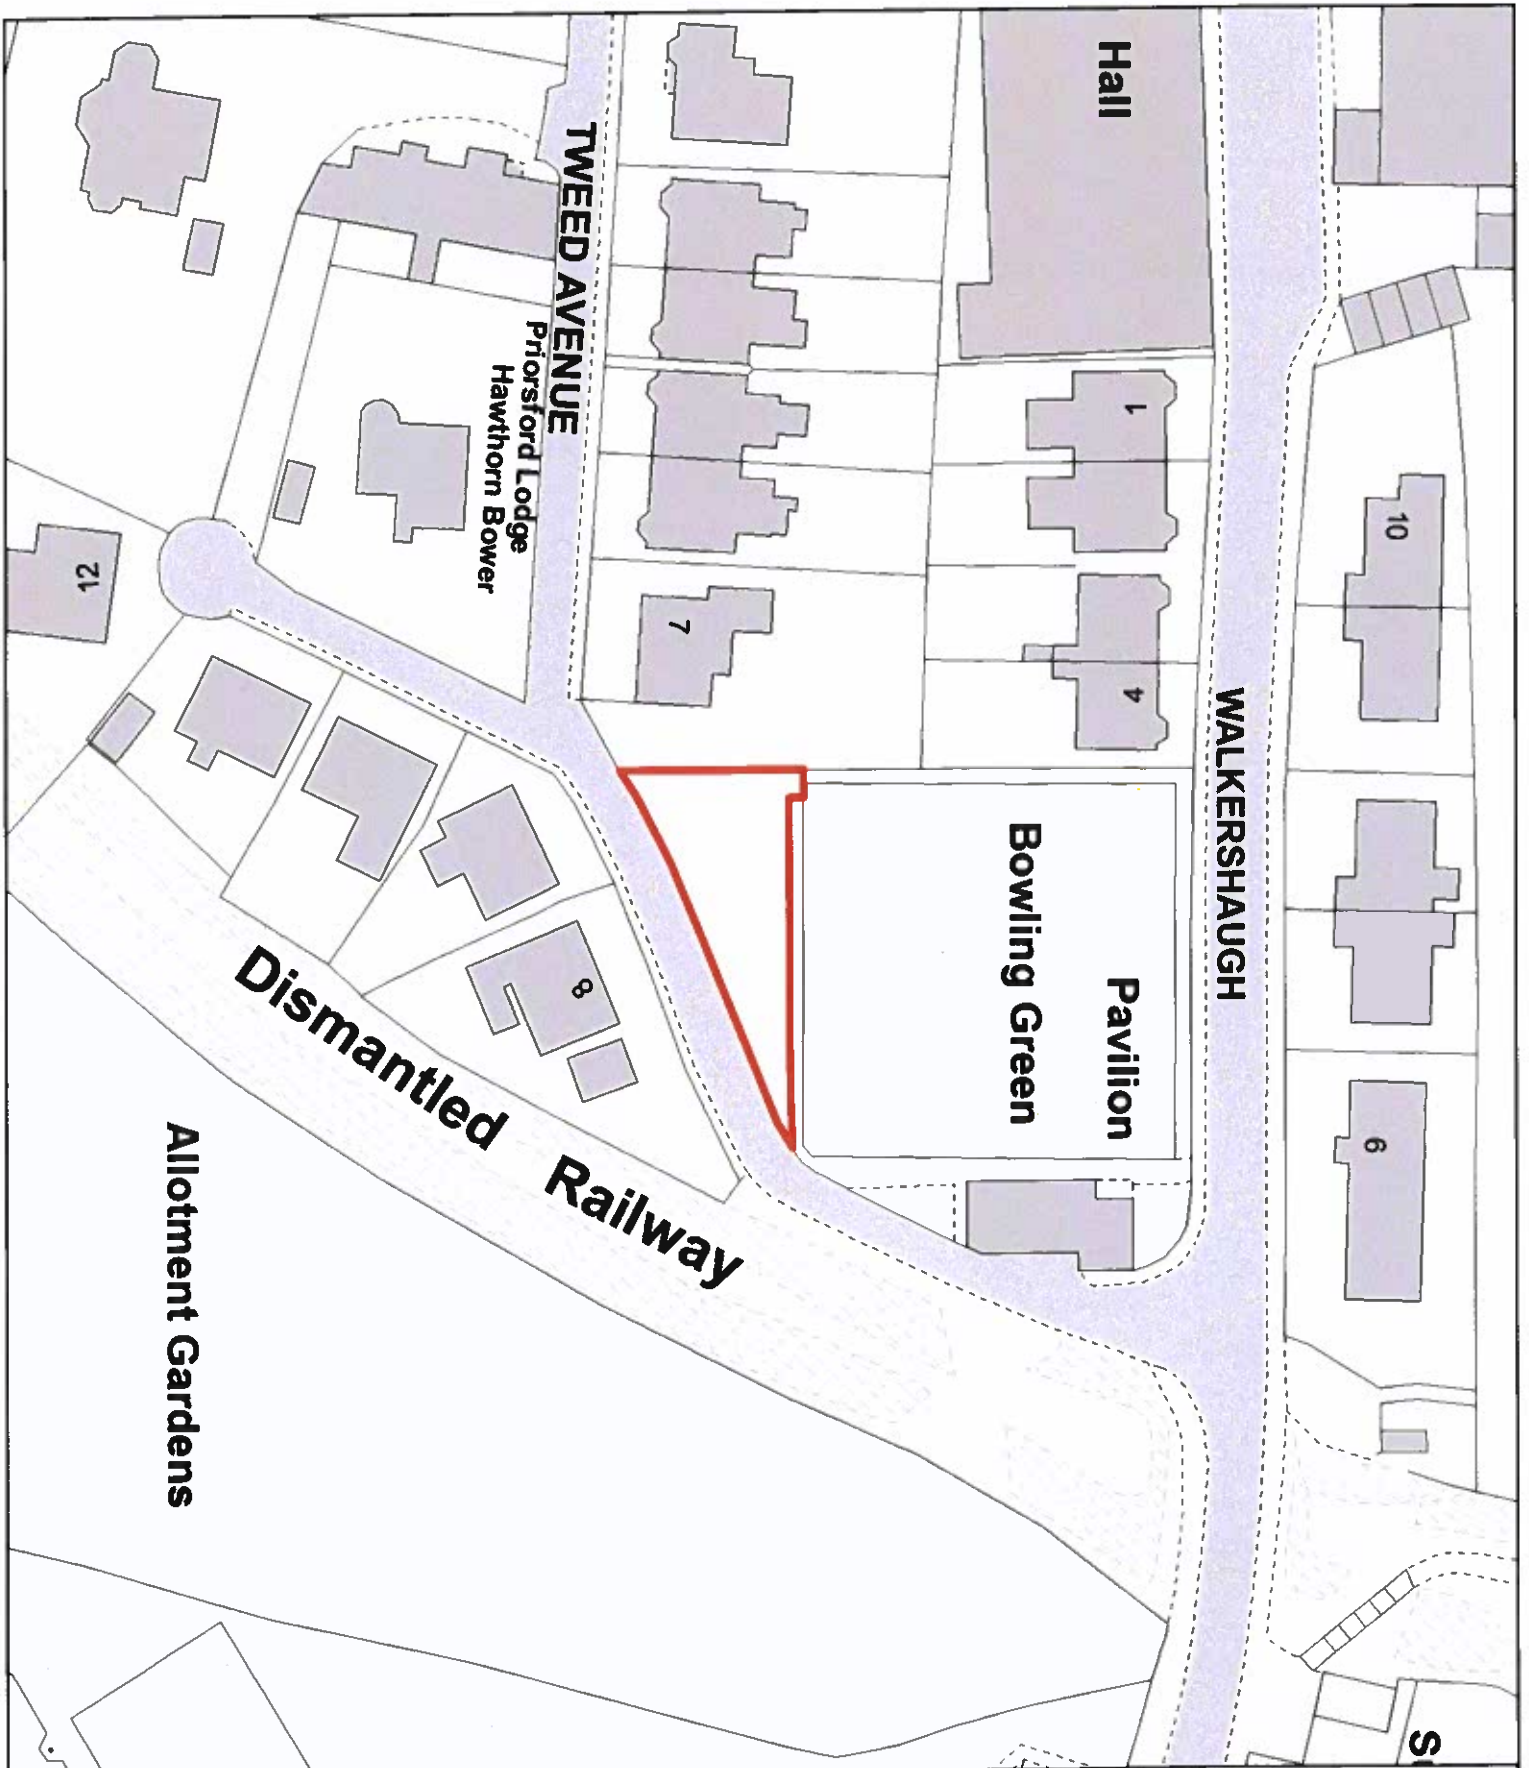 10
6
S
Hall
WALKERSHAUGH
1
4
Pavilion
Bowling Green
7
TWEED AVENUE
Priorsford Lodge
Hawthorn Bower
8
12
Dismantled Railway
Allotment Gardens